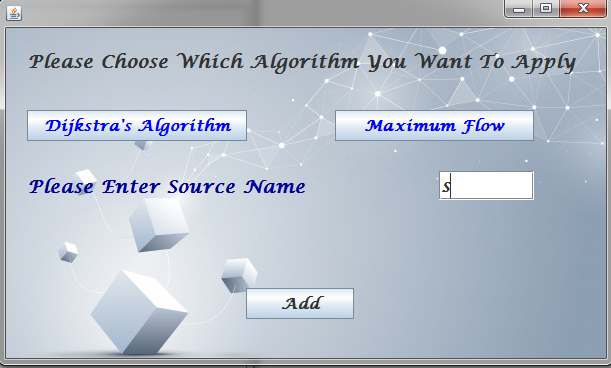 Please Choose Which Algorithm You Want To Apply
Dijkstra's Algorithm Maximum Flow
Please Enter Source Name S
Add